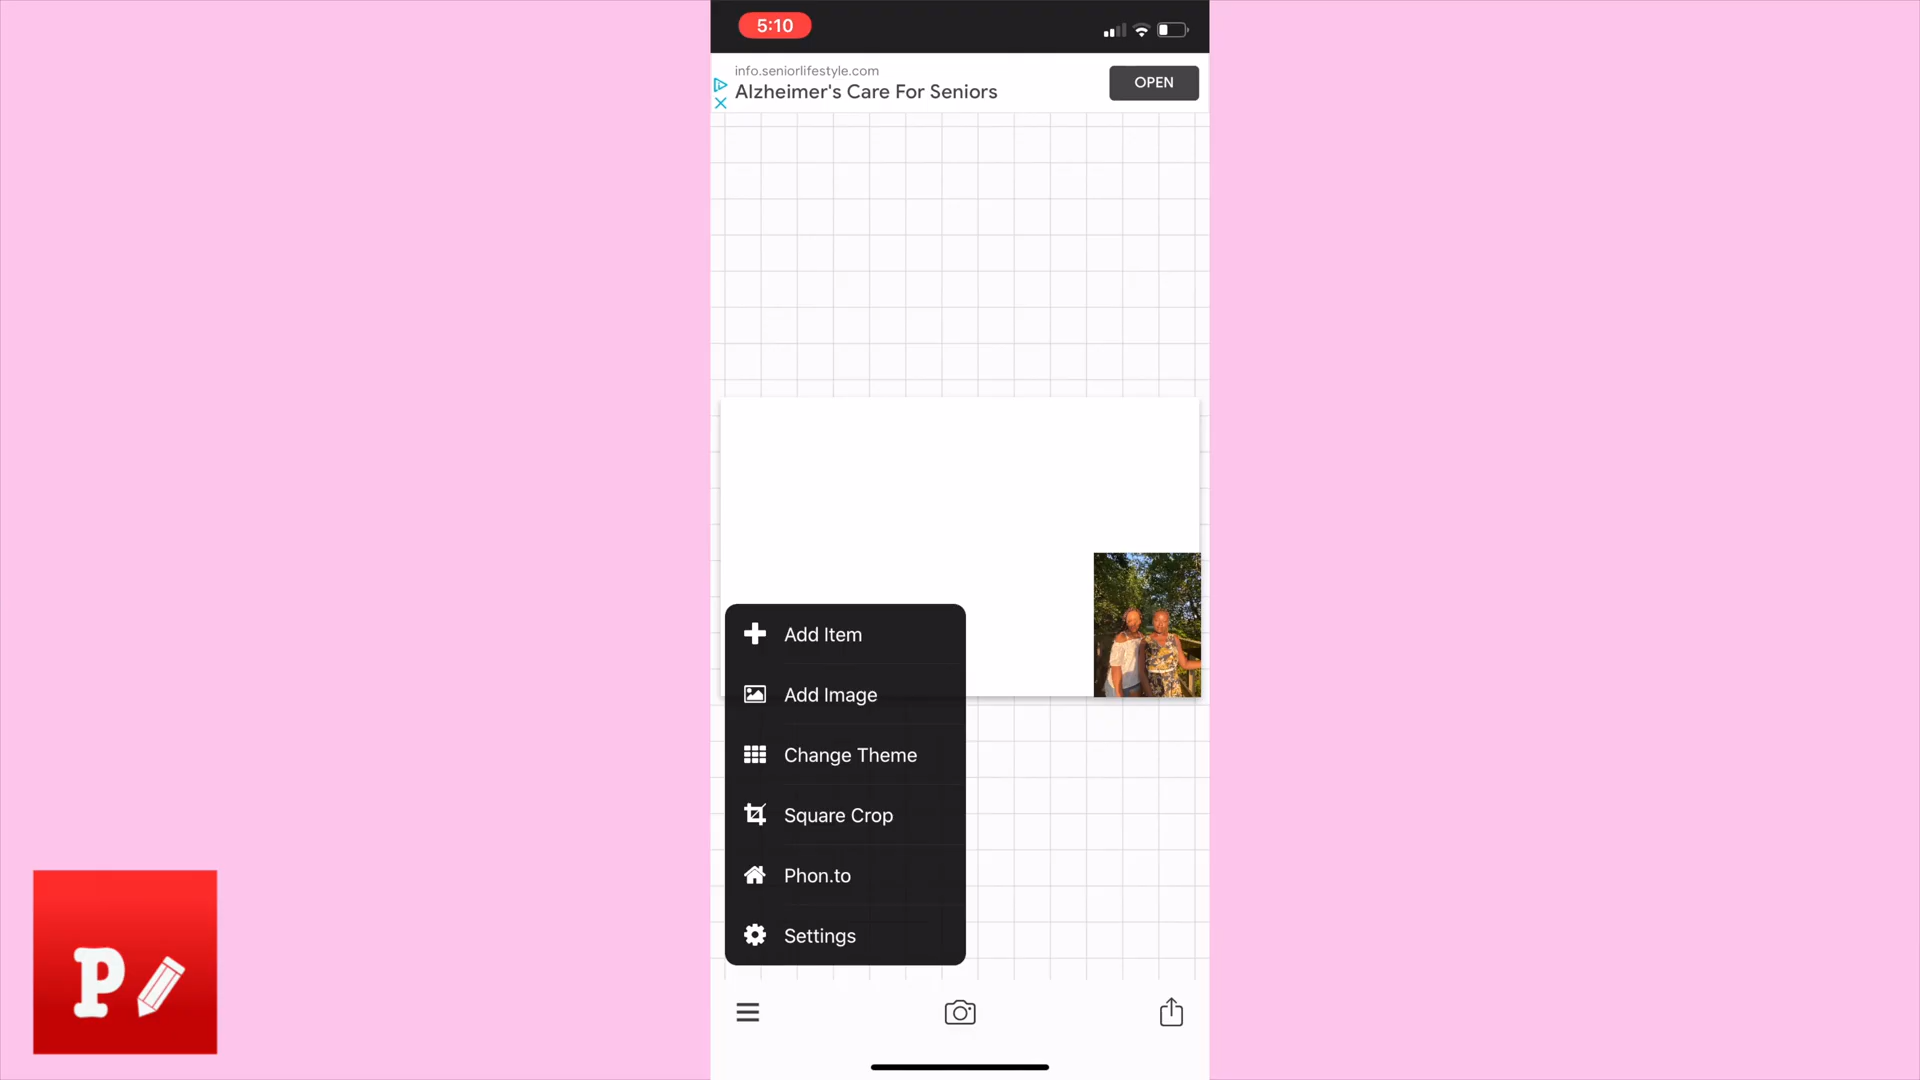 5:10
info.seniorlifestyle.com
Alzheimer's Care For Seniors
OPEN
Add Item
Add Image
Change Theme
Square Crop
Phon.to
Settings
P